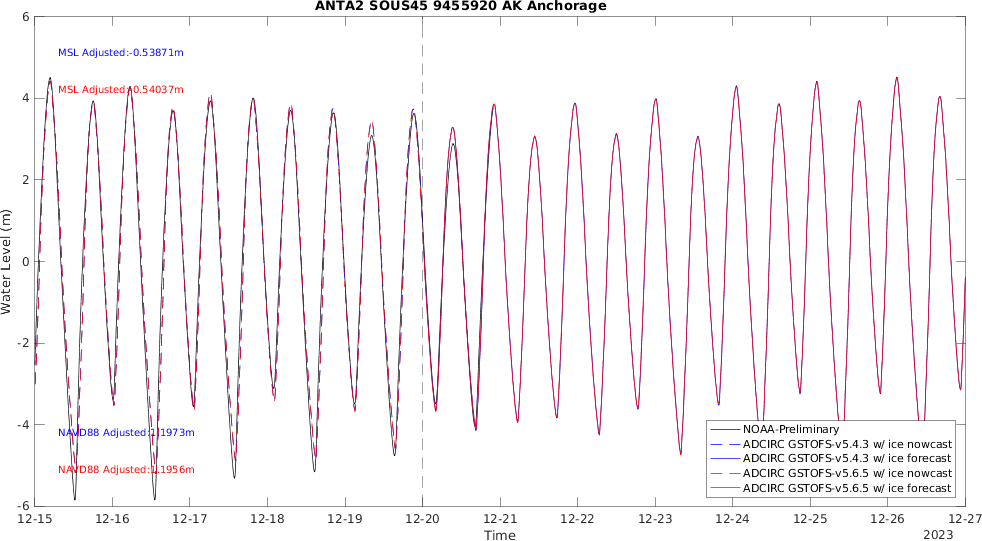 ANTA2 SOUS45 9455920 AK Anchorage
6
4
2
0
-2
-4
-6
Water Level (m)
MSL Adjusted:-0.53871m
MSL Adjusted:-0.54037m
NAVD88 Adjusted:1.1973m
NAVD88 Adjusted:1.1956m
NOAA-Preliminary
ADCIRC GSTOFS-v5.4.3 w/ ice nowcast
ADCIRC GSTOFS-v5.4.3 w/ ice forecast
ADCIRC GSTOFS-v5.6.5 w/ ice nowcast
ADCIRC GSTOFS-v5.6.5 w/ ice forecast
12-15 12-16 12-17 12-18 12-19 12-20 12-21 12-22 12-23 12-24 12-25 12-26 12-27
Time
2023